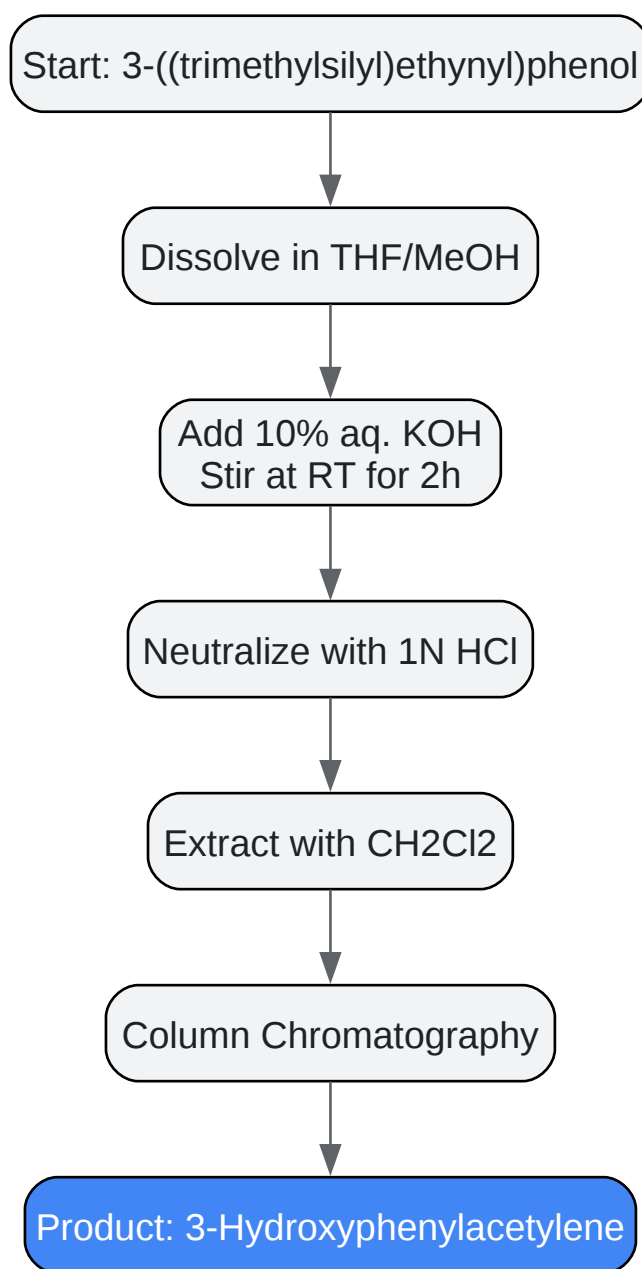 Start: 3-((trimethylsilyl)ethynyl)phenol
Dissolve in THF/MeOH
Add 10% aq. KOH
Stir at RT for 2h
Neutralize with 1N HCl
Extract with CH2Cl2
Column Chromatography
Product: 3-Hydroxyphenylacetylene